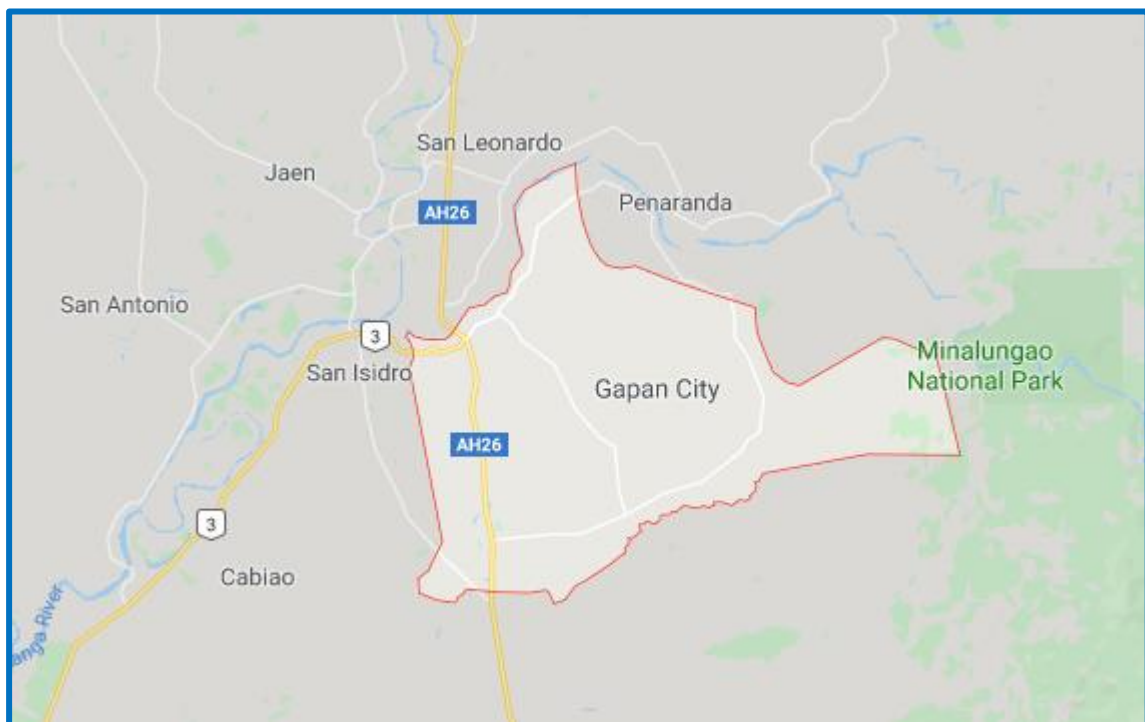 San Leonardo
Jaen
Penaranda
AH26
San Antonio
3
San Isidro
Minalungao
National Park
Gapan City
AH26
3
Cabiao
anga River